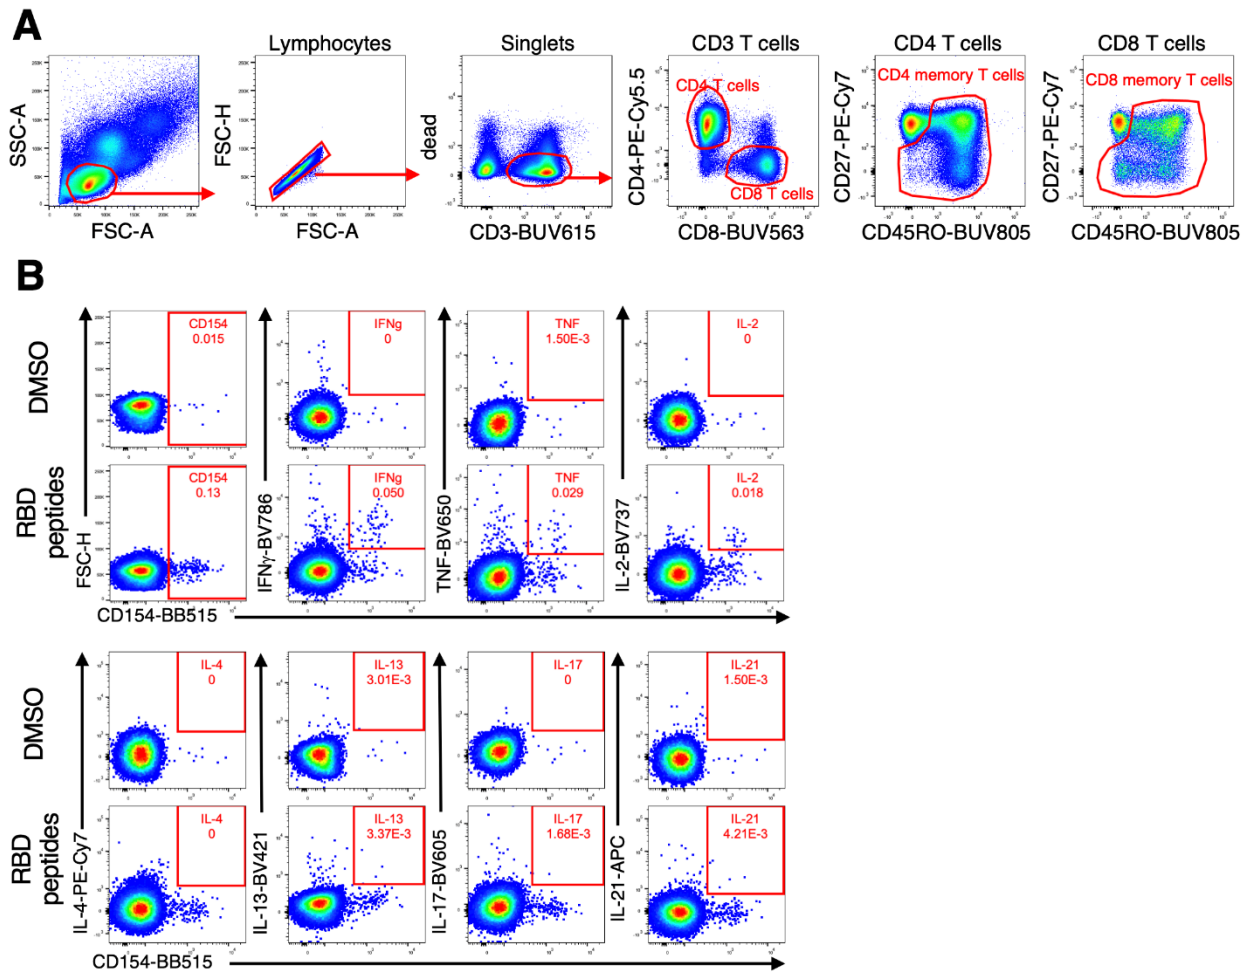 A
Lymphocytes
Singlets
CD3 T cells
CD4 T cells
CD8 T cells
SSC-A
FSC-H
dead
CD4-PE-Cy5.5
CD27-PE-Cy7
CD27-PE-Cy7
CD4 T cells
CD8 T cells
CD4 memory T cells
CD8 memory T cells
FSC-A
FSC-A
CD3-BUV615
CD8-BUV563
CD45RO-BUV805
CD45RO-BUV805
B
DMSO
CD154
0.015
IFNg
0
TNF
1.50E-3
IL-2
0
RBD
peptides
CD154
0.13
IFNg
0.050
TNF
0.029
IL-2
0.018
FSC-H
IFNγ-BV786
TNF-BV650
IL-2-BV737
CD154-BB515
DMSO
IL-4
0
IL-13
3.01E-3
IL-17
0
IL-21
1.50E-3
RBD
peptides
IL-4
0
IL-13
3.37E-3
IL-17
1.68E-3
IL-21
4.21E-3
IL-4-PE-Cy7
IL-13-BV421
IL-17-BV605
IL-21-APC
CD154-BB515